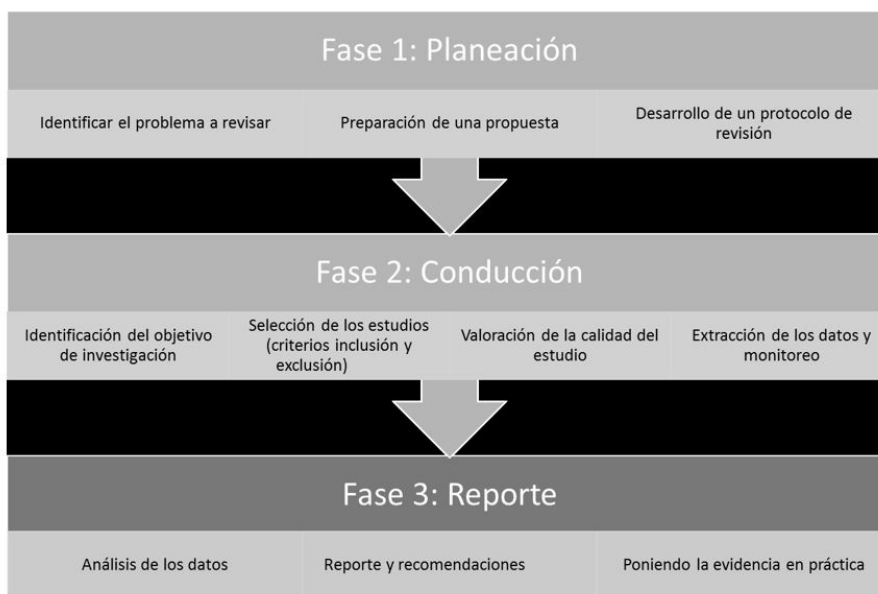 Fase 1: Planeación
Identificar el problema a revisar
Preparación de una propuesta
Desarrollo de un protocolo de
revisión
Fase 2: Conducción
Identificación del objetivo
de investigación
Selección de los estudios
(criterios inclusión y
exclusión)
Valoración de la calidad del
estudio
Extracción de los datos y
monitoreo
Fase 3: Reporte
Análisis de los datos
Reporte y recomendaciones
Poniendo la evidencia en práctica